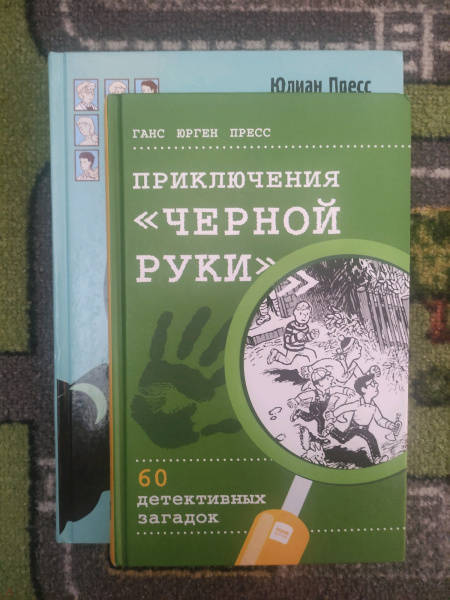 Юлиан Пресс
ГАНС ЮРГЕН ПРЕСС
ПРИКЛЮЧЕНИЯ
«ЧЕРНОЙ
РУКИ»
60
детективных
загадок